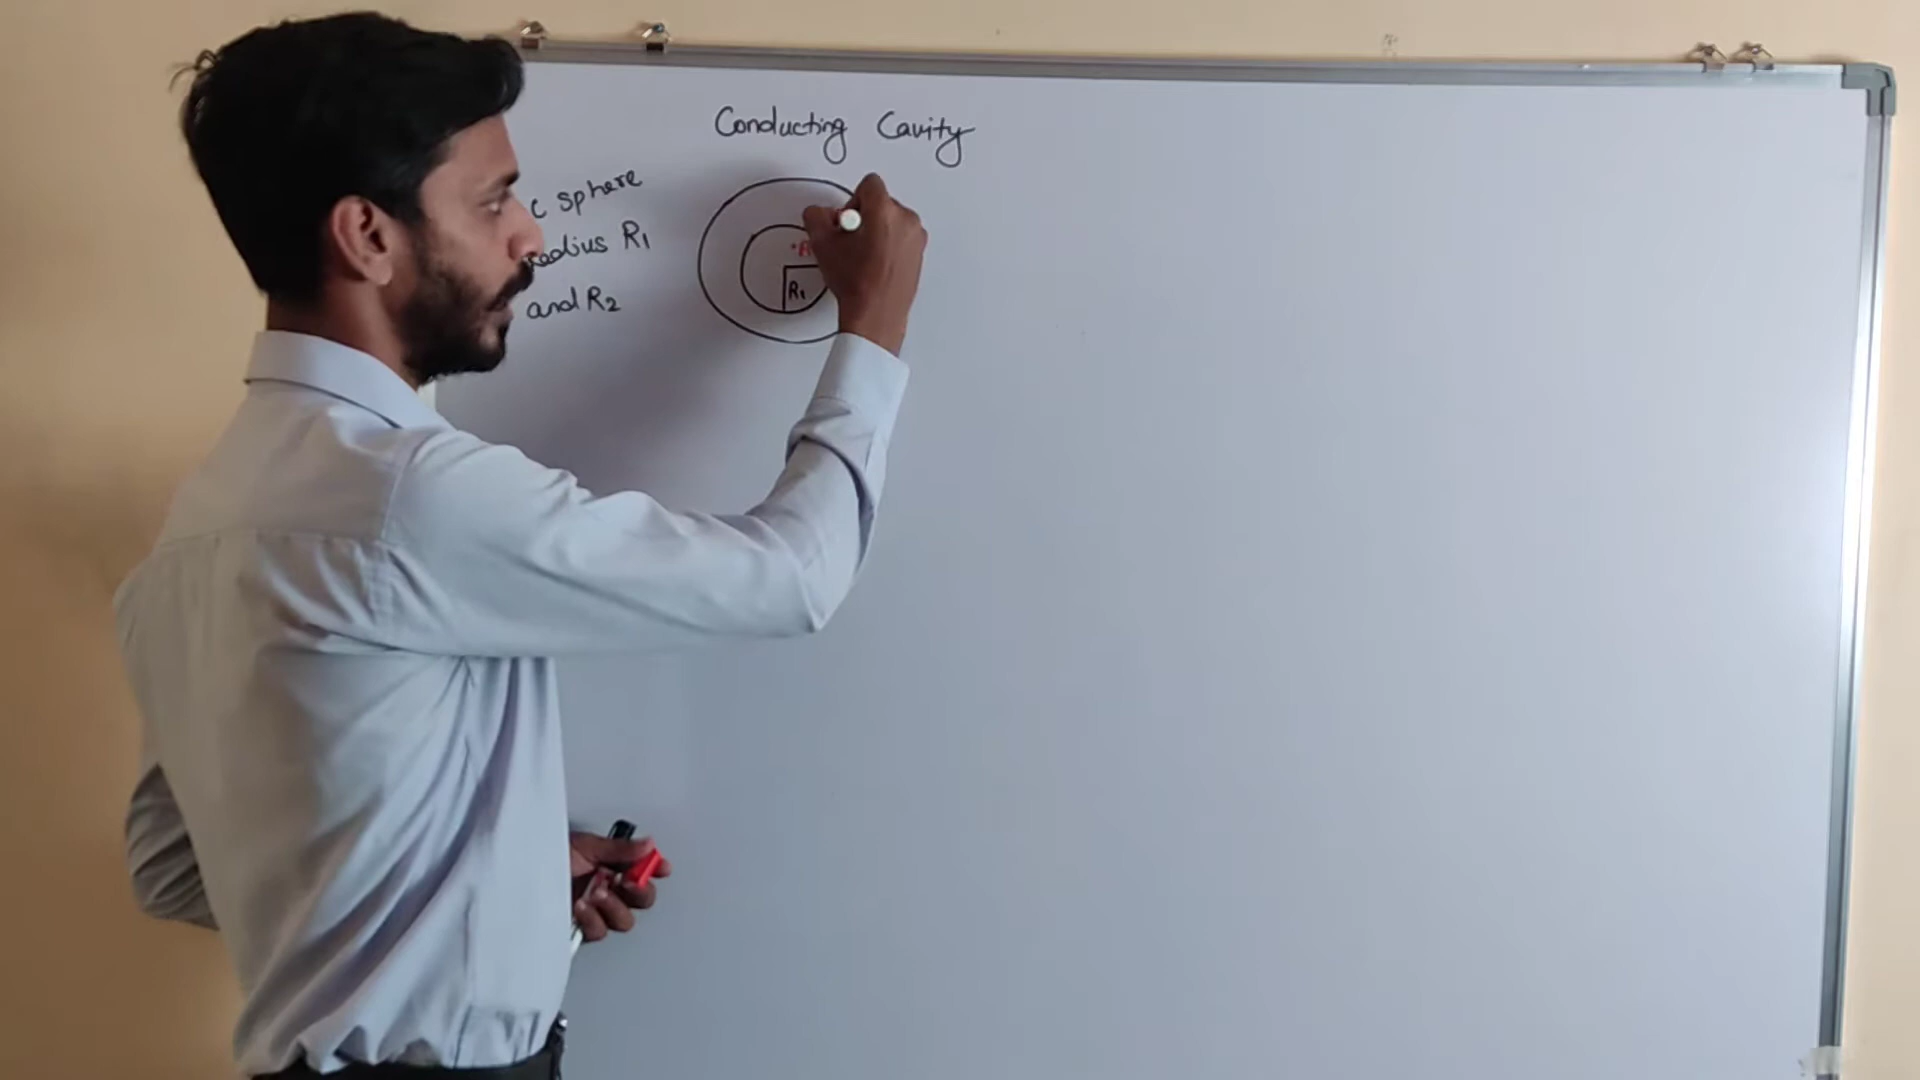 Conducting Cavity
c sphere
radius R1
and R2
A
R1